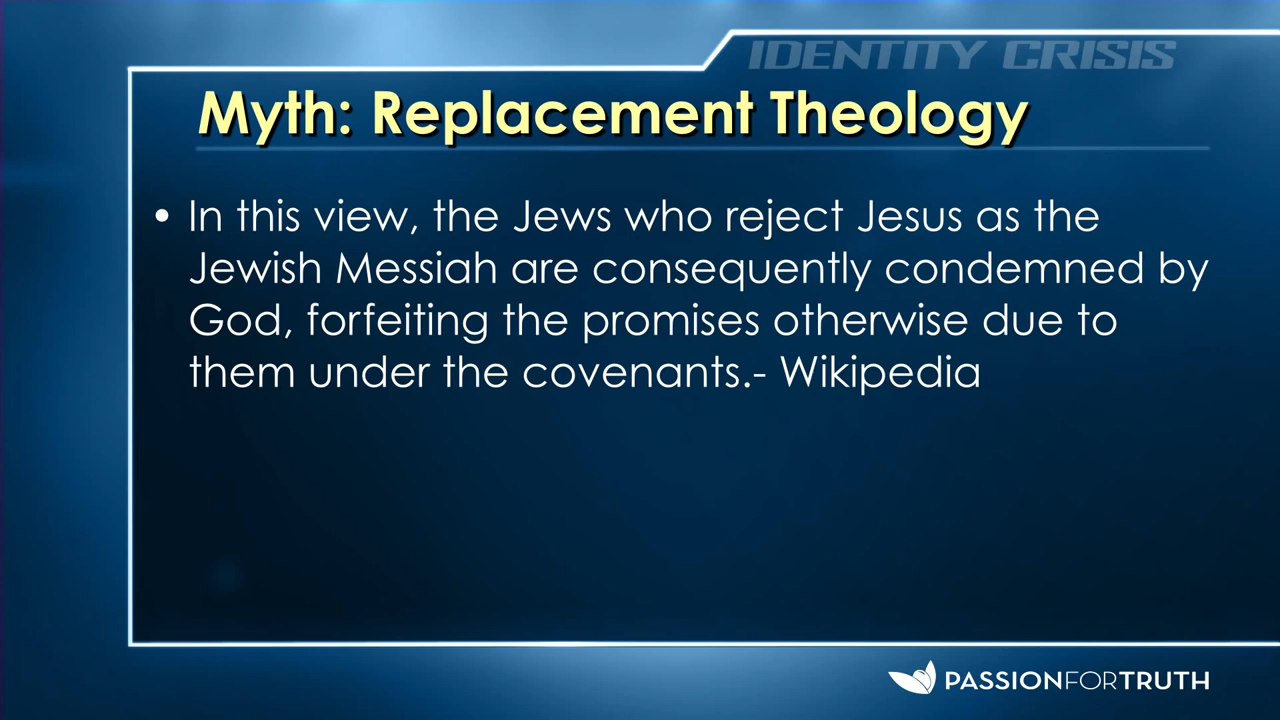 IDENTITY CRISIS
Myth: Replacement Theology
• In this view, the Jews who reject Jesus as the
Jewish Messiah are consequently condemned by
God, forfeiting the promises otherwise due to
them under the covenants.- Wikipedia
PASSIONFORTRUTH